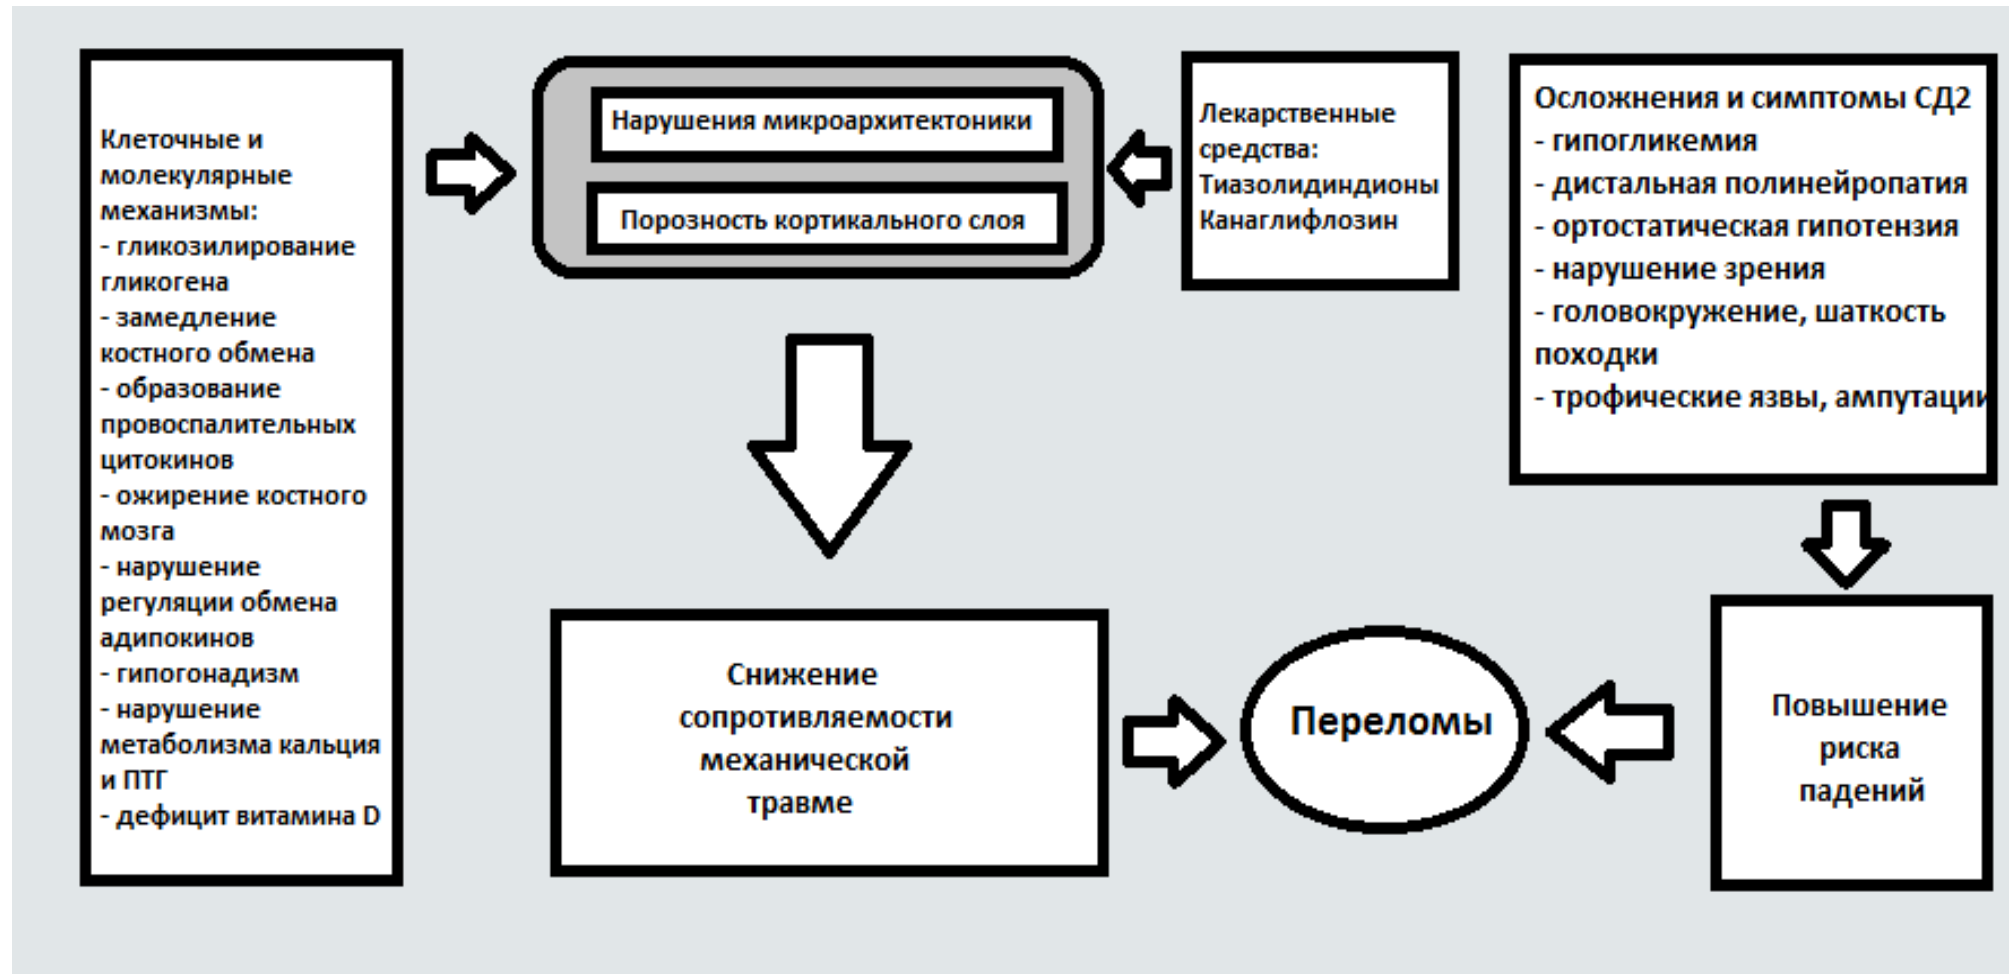 Клеточные и
молекулярные
механизмы:
- гликозилирование
гликогена
- замедление
костного обмена
- образование
провоспалительных
цитокинов
- ожирение костного
мозга
- нарушение
регуляции обмена
адипокинов
- гипогонадизм
- нарушение
метаболизма кальция
и ПТГ
- дефицит витамина D
Нарушения микроархитектоники
Порозность кортикального слоя
Лекарственные
средства:
Тиазолидиндионы
Канаглифлозин
Осложнения и симптомы СД2
- гипогликемия
- дистальная полинейропатия
- ортостатическая гипотензия
- нарушение зрения
- головокружение, шаткость
походки
- трофические язвы, ампутации
Снижение
сопротивляемости
механической
травме
Переломы
Повышение
риска
падений